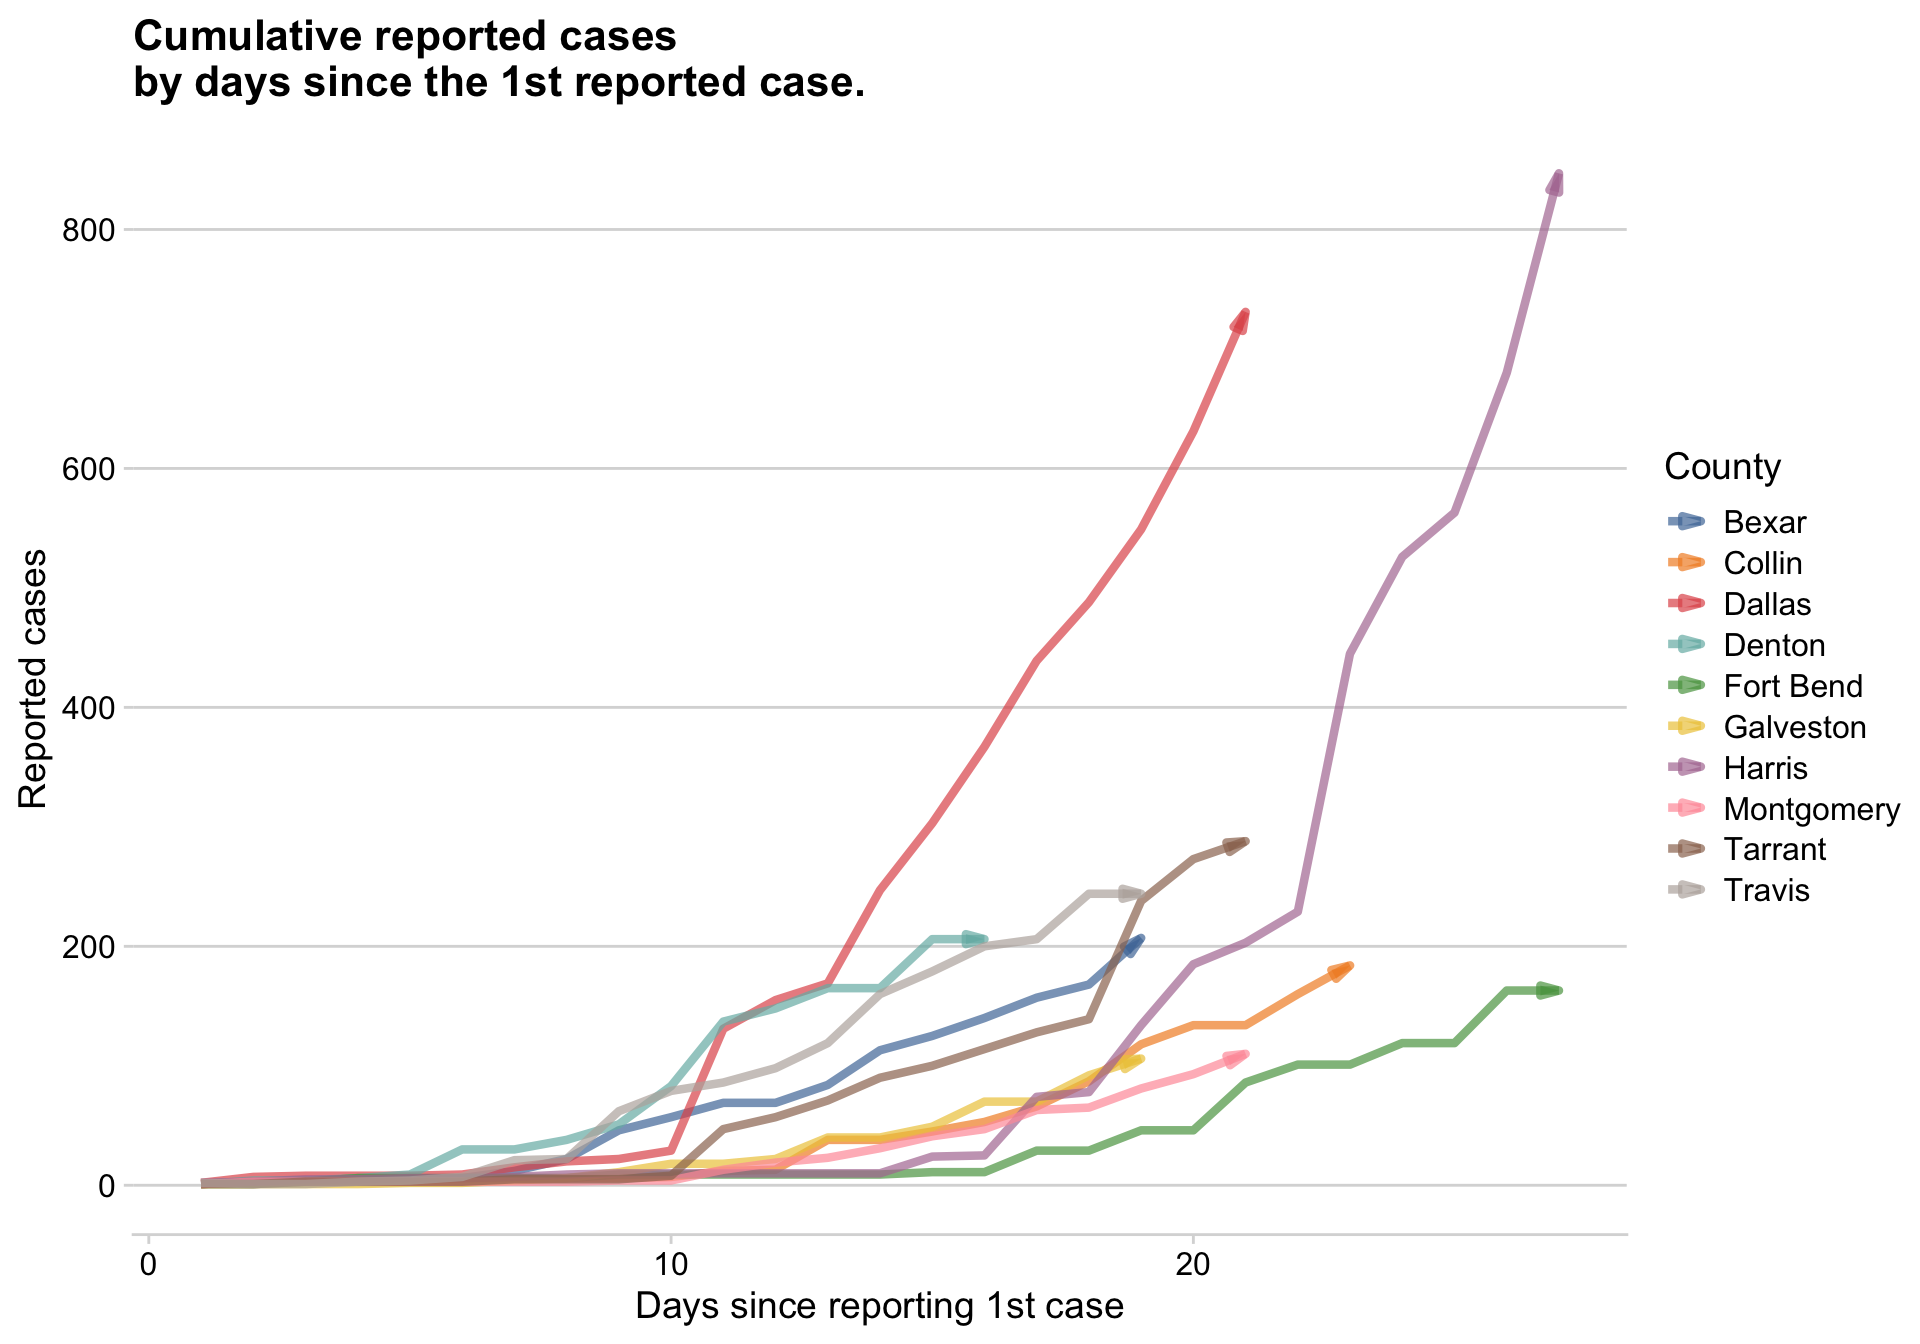 Cumulative reported cases
by days since the 1st reported case.
800
600
400
200
0
Reported cases
0
10
20
Days since reporting 1st case
County
Bexar
Collin
Dallas
Denton
Fort Bend
Galveston
Harris
Montgomery
Tarrant
Travis